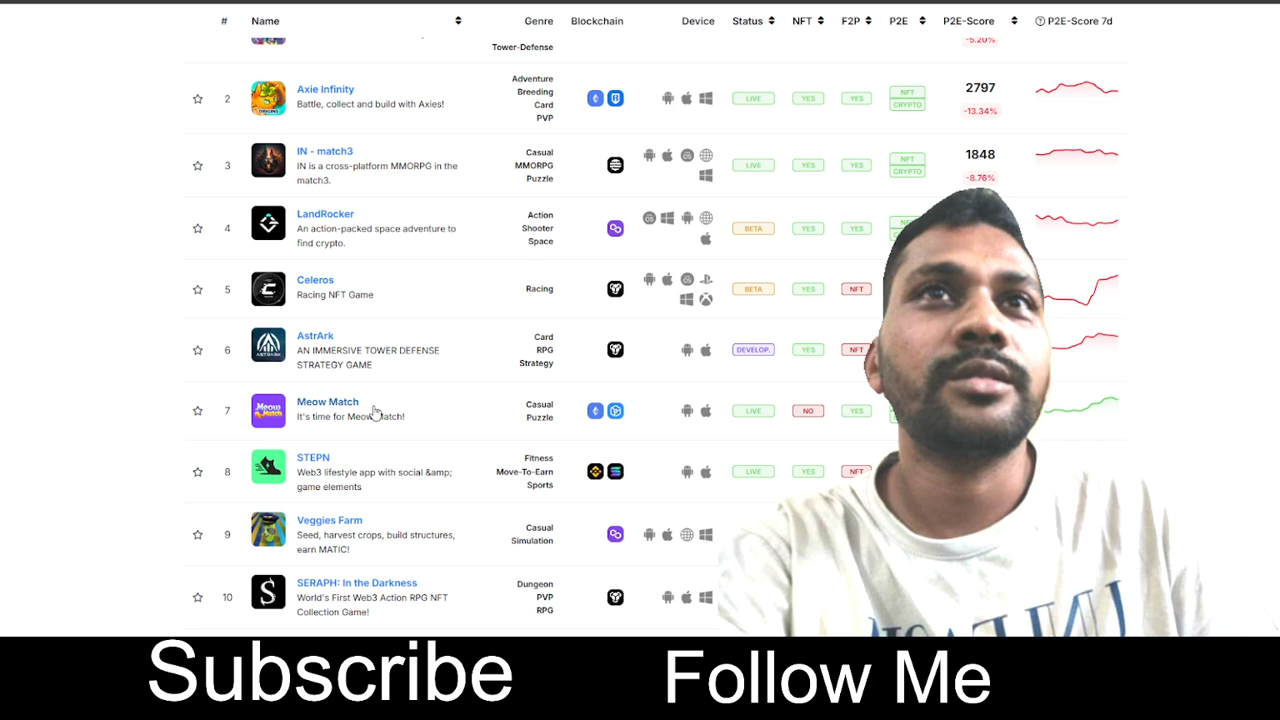 # Name Genre Blockchain Device Status NFT F2P P2E P2E-Score P2E-Score 7d
Tower-Defense
-5.20%
2 Axie Infinity
Battle, collect and build with Axies!
Adventure
Breeding
Card
PVP
LIVE YES YES
NFT
CRYPTO
2797
-13.34%
3 IN - match3
IN is a cross-platform MMORPG in the
match3.
Casual
MMORPG
Puzzle
LIVE YES YES
NFT
CRYPTO
1848
-8.76%
4 LandRocker
An action-packed space adventure to
find crypto.
Action
Shooter
Space
BETA YES YES
5 Celeros
Racing NFT Game
Racing
BETA YES NFT
6 AstrArk
AN IMMERSIVE TOWER DEFENSE
STRATEGY GAME
Card
RPG
Strategy
DEVELOP. YES NFT
7 Meow Match
It's time for Meow Match!
Casual
Puzzle
LIVE NO YES
8 STEPN
Web3 lifestyle app with social &amp;
game elements
Fitness
Move-To-Earn
Sports
LIVE YES NFT
9 Veggies Farm
Seed, harvest crops, build structures,
earn MATIC!
Casual
Simulation
10 SERAPH: In the Darkness
World's First Web3 Action RPG NFT
Collection Game!
Dungeon
PVP
RPG
Subscribe Follow Me